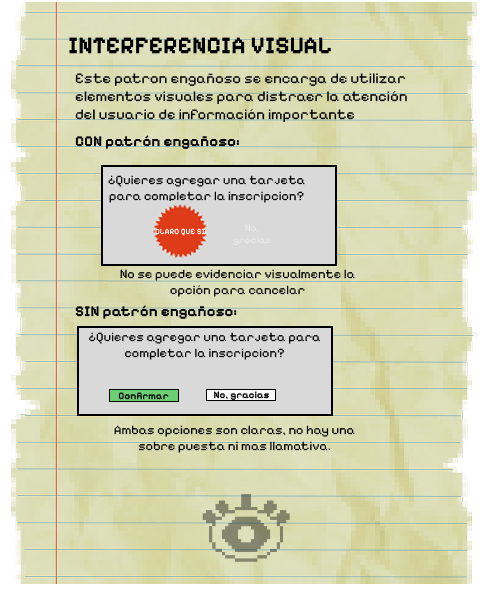 INTERFERENCIA VISUAL
Este patron engañoso se encarga de utilizar
elementos visuales para distraer la atención
del usuario de información importante
CON patrón engañoso:
¿Quieres agregar una tarjeta
para completar la inscripcion?
CLARO QUE SI
No,
gracias
No se puede evidenciar visualmente la
opción para cancelar
SIN patrón engañoso:
¿Quieres agregar una tarjeta para
completar la inscripcion?
Confirmar
No, gracias
Ambas opciones son claras, no hay una
sobre puesta ni mas llamativa.